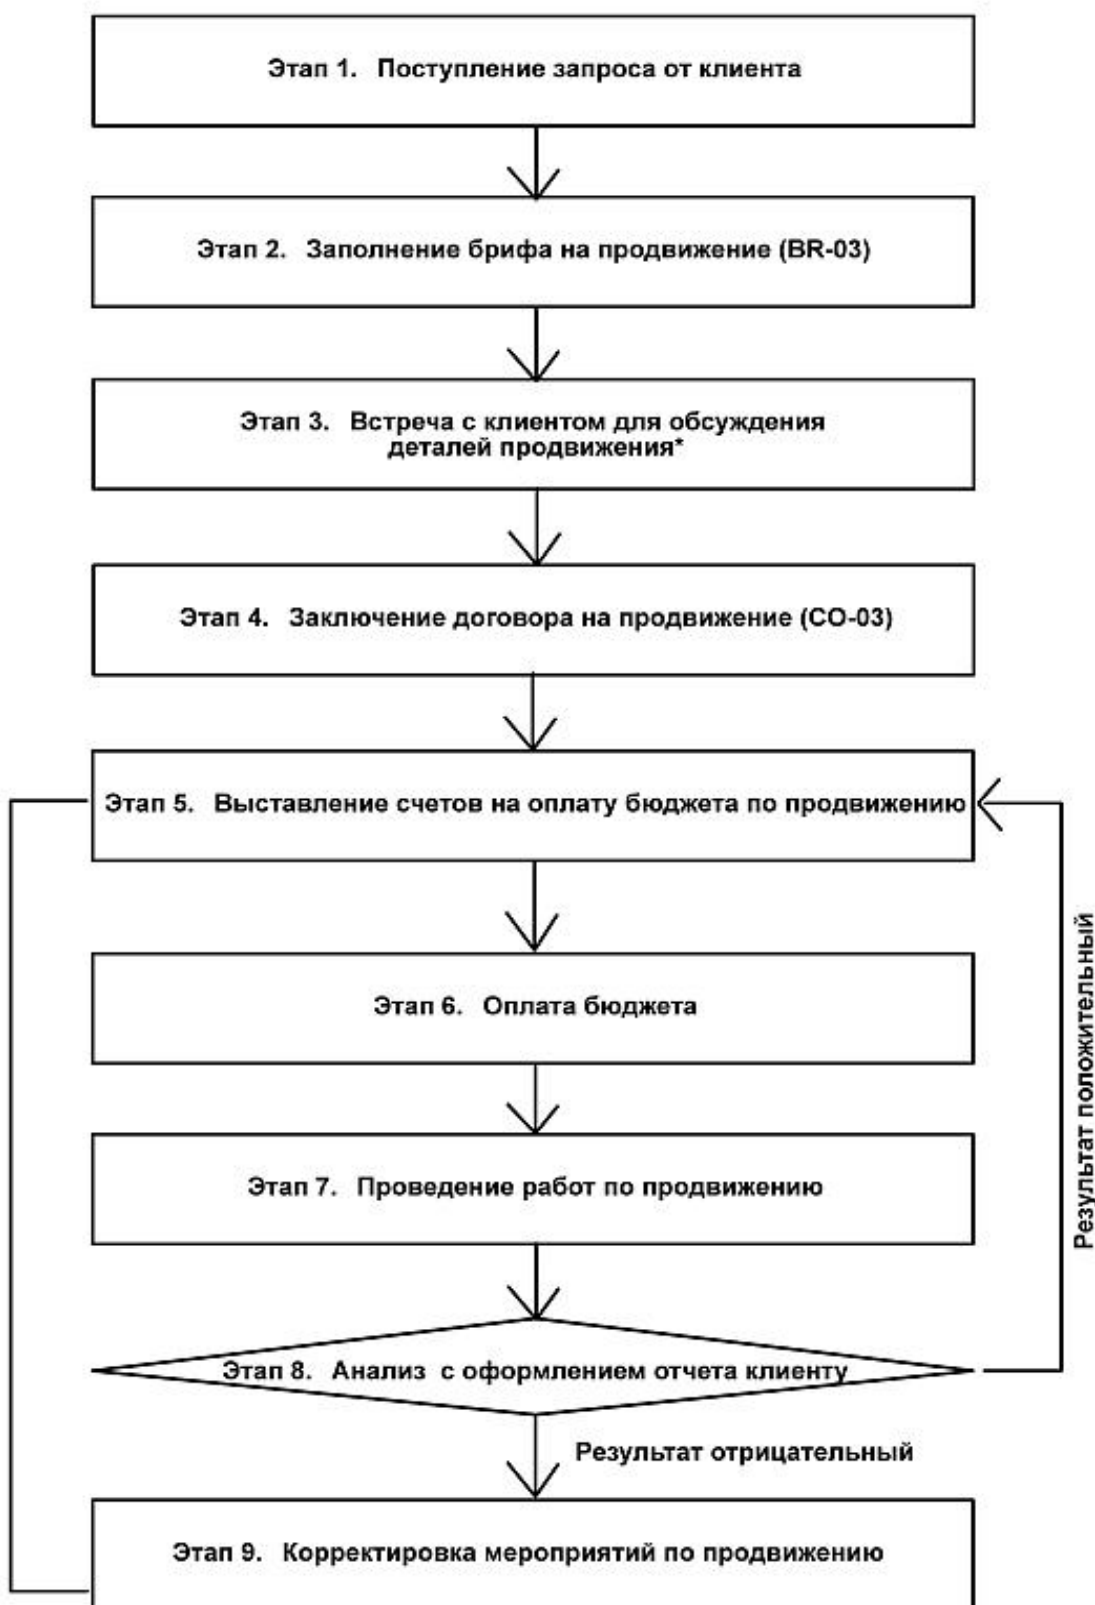 Этап 1. Поступление запроса от клиента
Этап 2. Заполнение брифа на продвижение (BR-03)
Этап 3. Встреча с клиентом для обсуждения
деталей продвижения*
Этап 4. Заключение договора на продвижение (CO-03)
Этап 5. Выставление счетов на оплату бюджета по продвижению
Этап 6. Оплата бюджета
Результат положительный
Этап 7. Проведение работ по продвижению
Этап 8. Анализ с оформлением отчета клиенту
Результат отрицательный
Этап 9. Корректировка мероприятий по продвижению